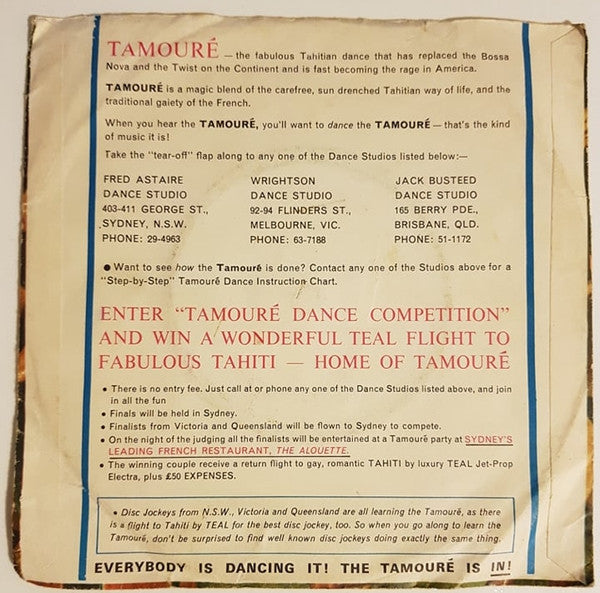 TAMOURÉ — the fabulous Tahitian dance that has replaced the Bossa
Nova and the Twist on the Continent and is fast becoming the rage in America.
TAMOURÉ is a magic blend of the carefree, sun drenched Tahitian way of life, and the
traditional gaiety of the French.
When you hear the TAMOURÉ, you'll want to dance the TAMOURÉ — that's the kind
of music it is!
Take the "tear-off" flap along to any one of the Dance Studios listed below:—
FRED ASTAIRE
DANCE STUDIO
403-411 GEORGE ST.,
SYDNEY, N.S.W.
PHONE: 29-4963
WRIGHTSON
DANCE STUDIO
92-94 FLINDERS ST.,
MELBOURNE, VIC.
PHONE: 63-7188
JACK BUSTEED
DANCE STUDIO
165 BERRY PDE.,
BRISBANE, QLD.
PHONE: 51-1172
● Want to see how the Tamouré is done? Contact any one of the Studios above for a
"Step-by-Step" Tamouré Dance Instruction Chart.
ENTER "TAMOURÉ DANCE COMPETITION"
AND WIN A WONDERFUL TEAL FLIGHT TO
FABULOUS TAHITI — HOME OF TAMOURÉ
● There is no entry fee. Just call at or phone any one of the Dance Studios listed above, and join
in all the fun
● Finals will be held in Sydney.
● Finalists from Victoria and Queensland will be flown to Sydney to compete.
● On the night of the judging all the finalists will be entertained at a Tamouré party at SYDNEY'S
LEADING FRENCH RESTAURANT, THE ALOUETTE.
● The winning couple receive a return flight to gay, romantic TAHITI by luxury TEAL Jet-Prop
Electra, plus £50 EXPENSES.
● Disc Jockeys from N.S.W., Victoria and Queensland are all learning the Tamouré, as there
is a flight to Tahiti by TEAL for the best disc jockey, too. So when you go along to learn the
Tamouré, don't be surprised to find well known disc jockeys doing exactly the same thing.
EVERYBODY IS DANCING IT! THE TAMOURÉ IS IN!